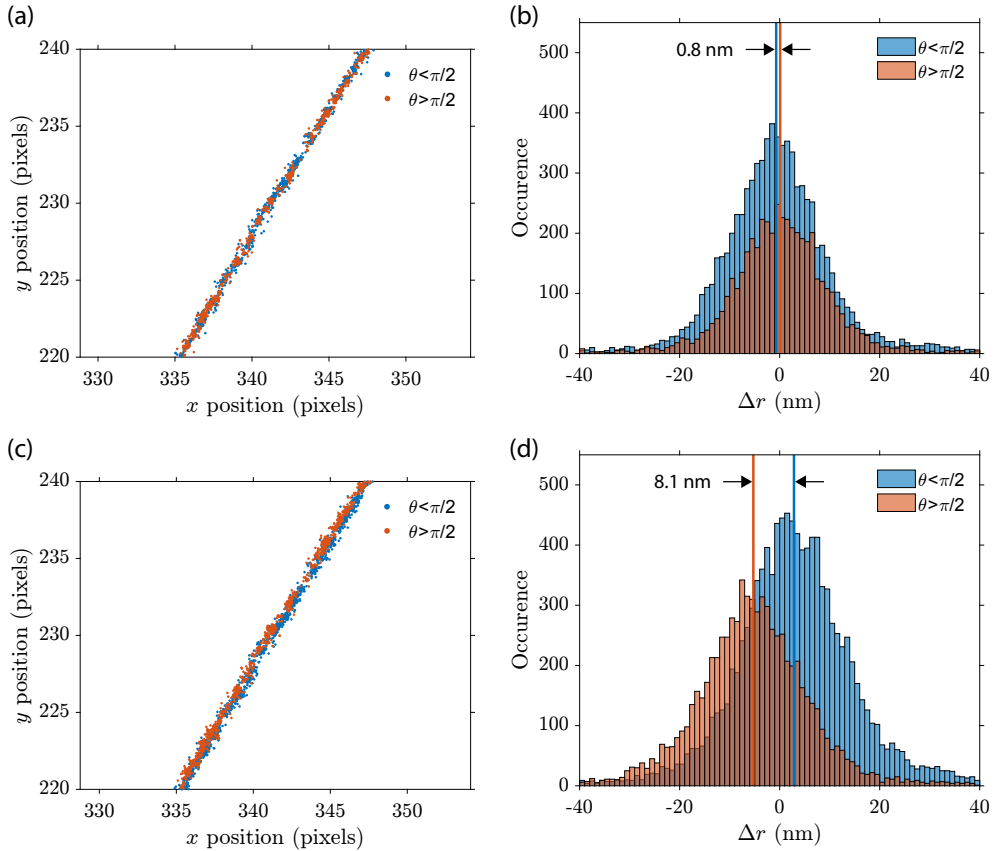 (a)
240
235
230
225
220
y position (pixels)
θ<π/2
θ>π/2
330
335
340
345
350
x position (pixels)
(b)
500
400
300
200
100
0
Occurence
0.8 nm
θ<π/2
θ>π/2
-40
-20
0
20
40
Δr (nm)
(c)
240
235
230
225
220
y position (pixels)
θ<π/2
θ>π/2
330
335
340
345
350
x position (pixels)
(d)
500
400
300
200
100
0
Occurence
8.1 nm
θ<π/2
θ>π/2
-40
-20
0
20
40
Δr (nm)